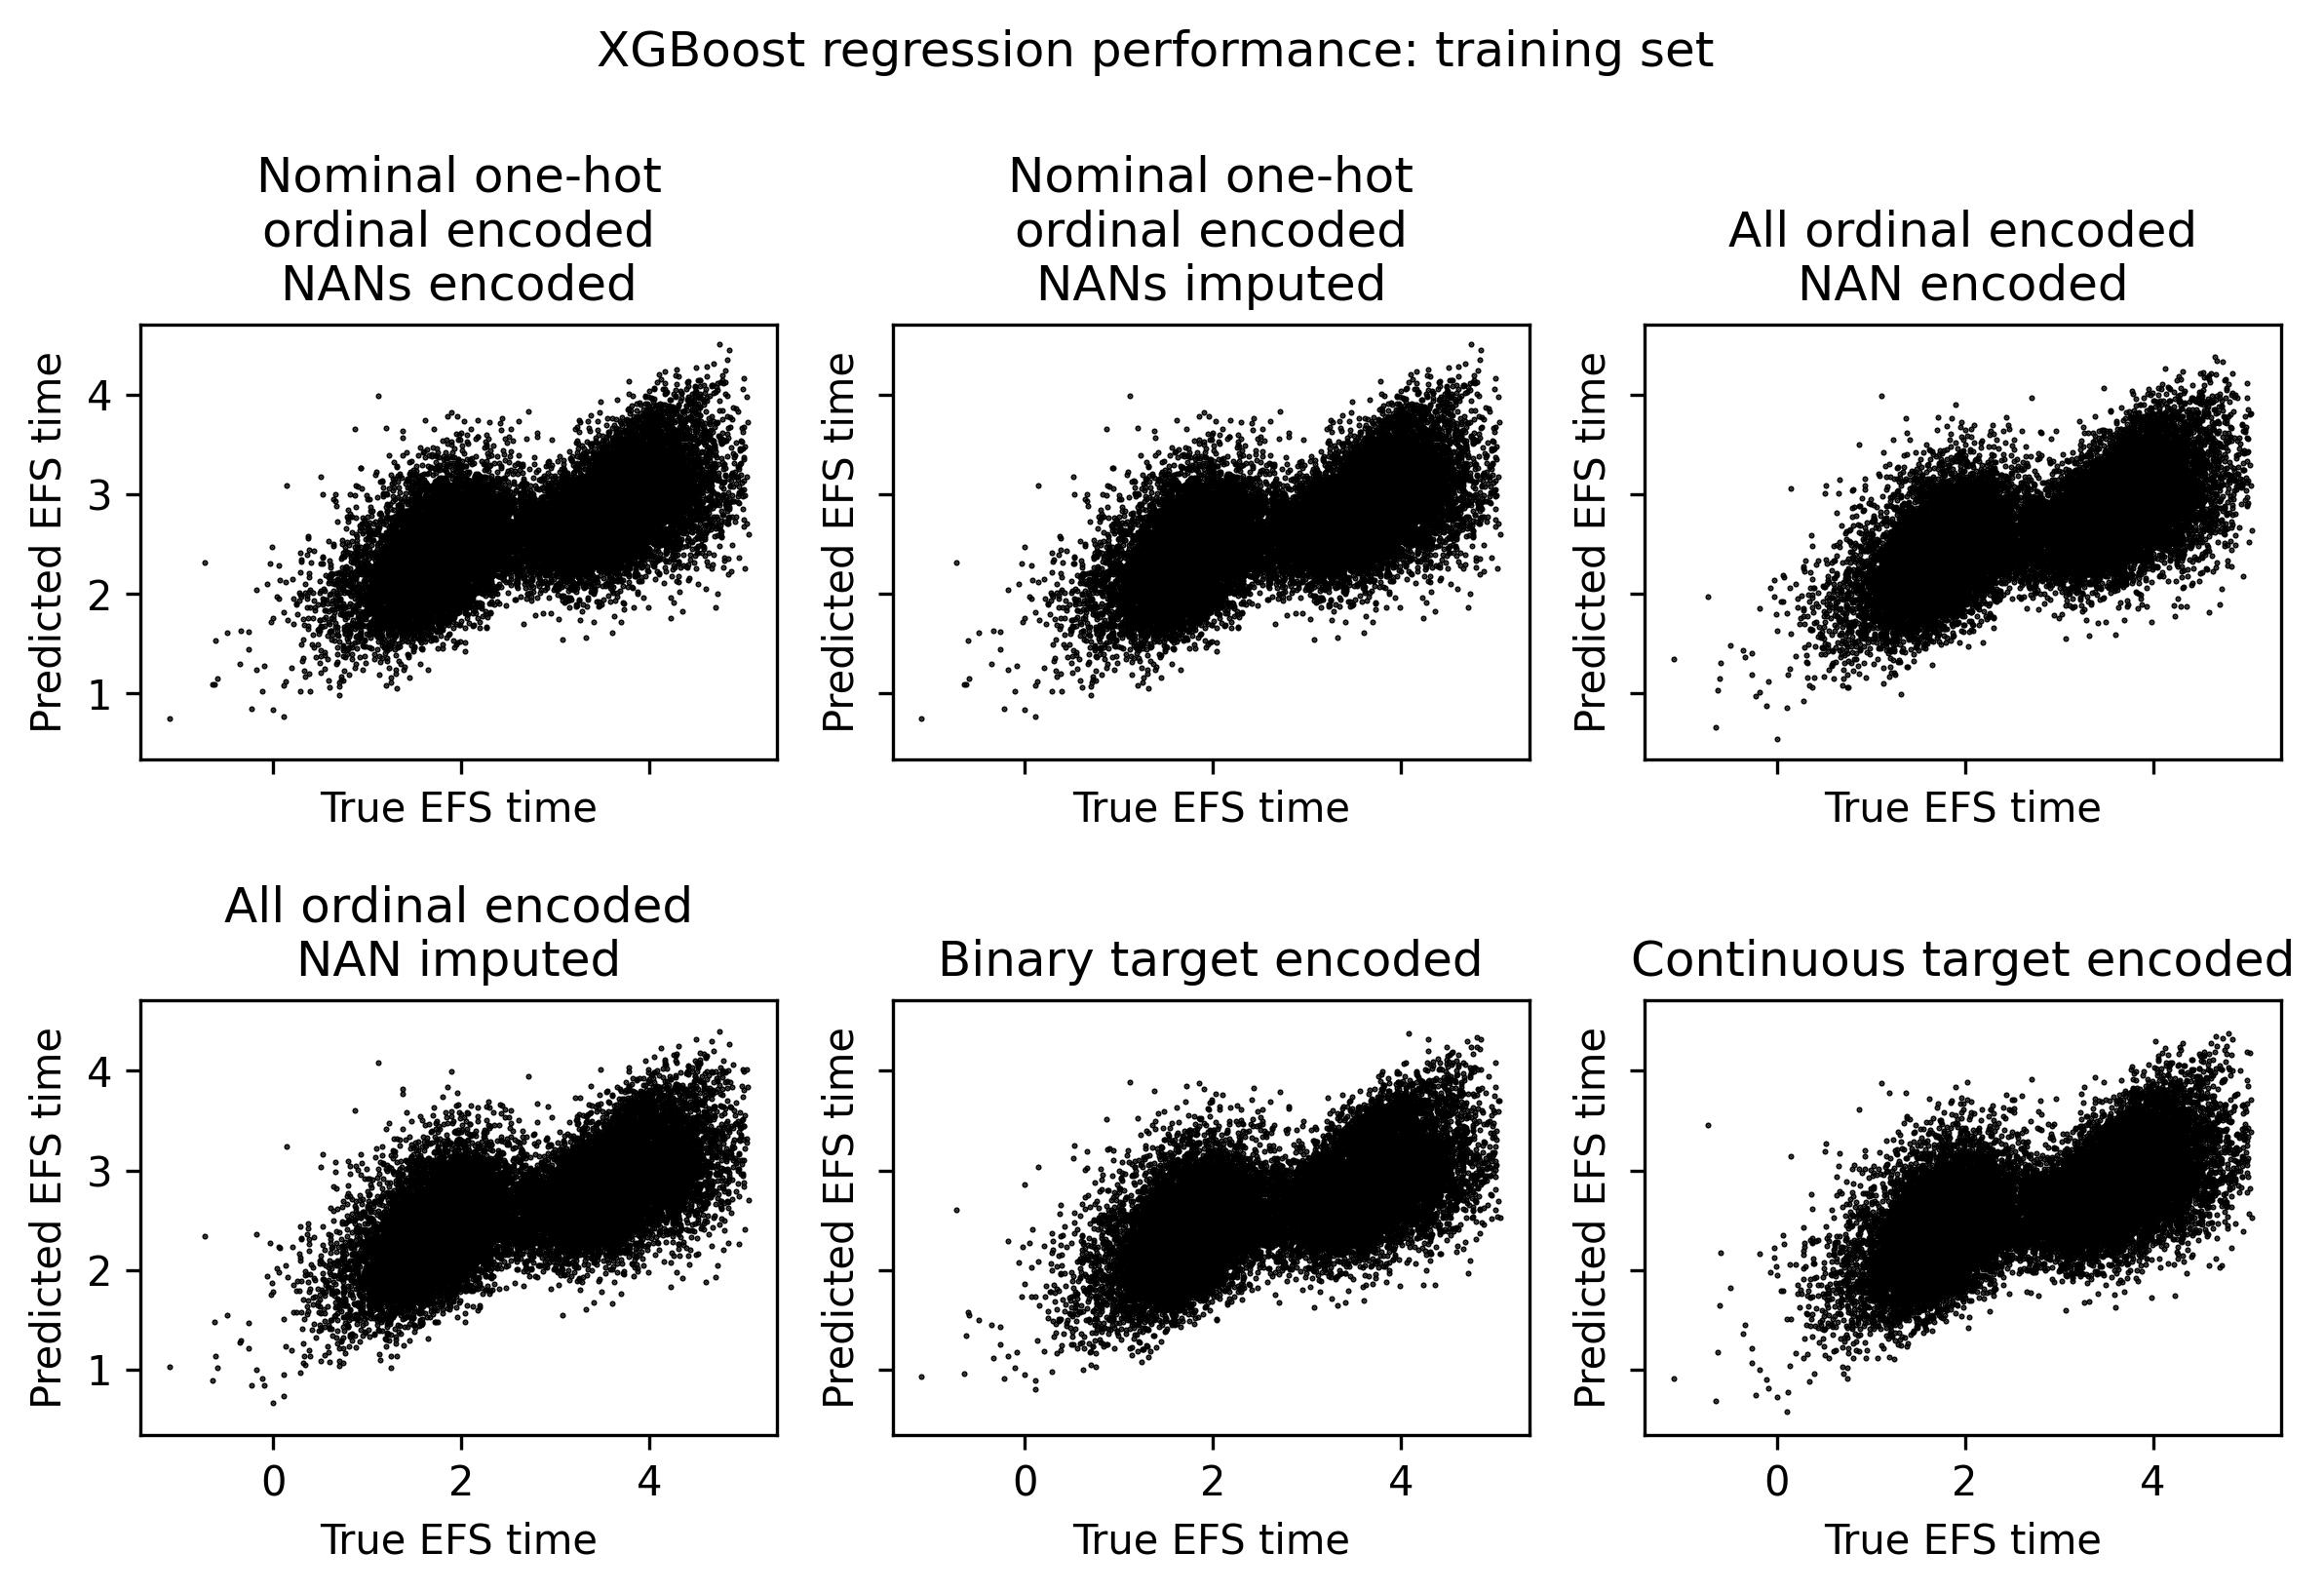 XGBoost regression performance: training set
Nominal one-hot
ordinal encoded
NANs encoded
Nominal one-hot
ordinal encoded
NANs imputed
All ordinal encoded
NAN encoded
Predicted EFS time
4
3
2
1
True EFS time
Predicted EFS time
True EFS time
Predicted EFS time
True EFS time
All ordinal encoded
NAN imputed
Binary target encoded
Continuous target encoded
Predicted EFS time
4
3
2
1
0 2 4
True EFS time
Predicted EFS time
0 2 4
True EFS time
Predicted EFS time
0 2 4
True EFS time